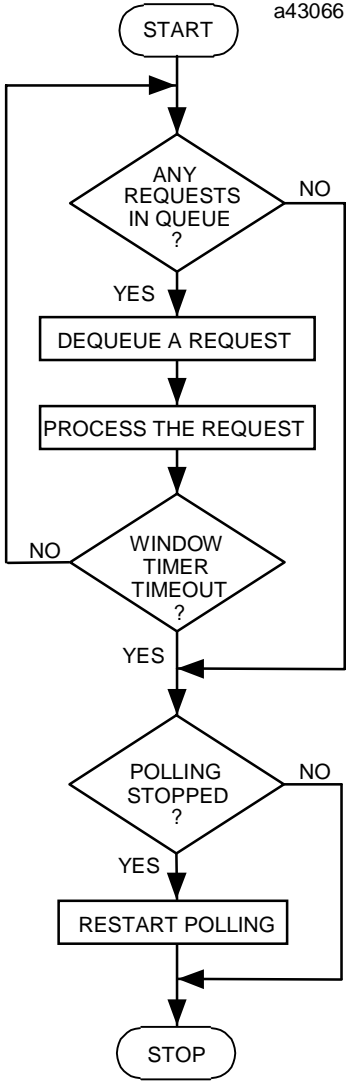 a43066
START
ANY
REQUESTS
IN QUEUE
?
NO
YES
DEQUEUE A REQUEST
PROCESS THE REQUEST
NO
WINDOW
TIMER
TIMEOUT
?
YES
POLLING
STOPPED
?
NO
YES
RESTART POLLING
STOP